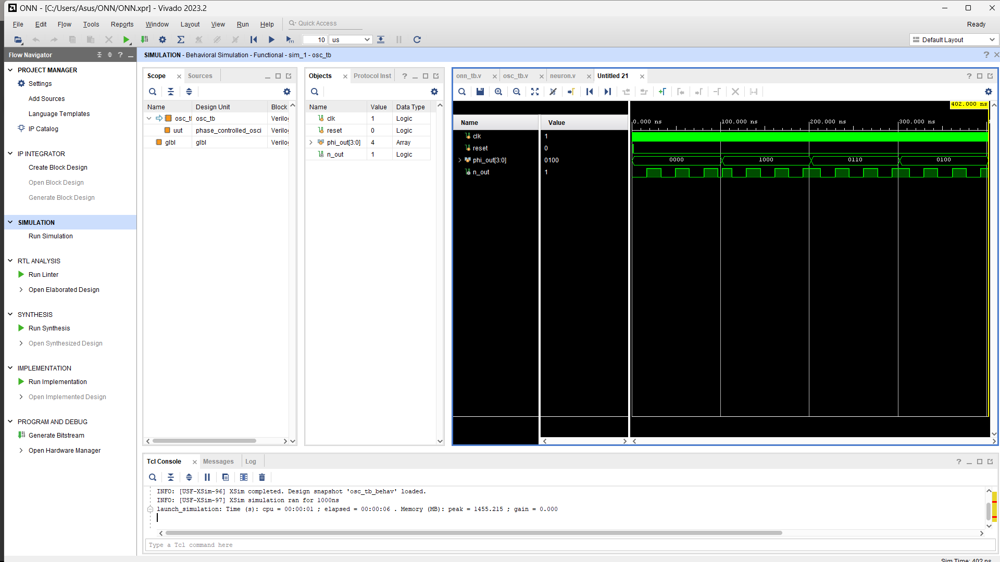 ONN - [C:/Users/Asus/ONN/ONN.xpr] - Vivado 2023.2
File Edit Flow Tools Reports Window Layout View Run Help Quick Access Ready
10 us Default Layout
Flow Navigator
SIMULATION - Behavioral Simulation - Functional - sim_1 - osc_tb
PROJECT MANAGER
Settings
Add Sources
Language Templates
IP Catalog
IP INTEGRATOR
Create Block Design
Open Block Design
Generate Block Design
SIMULATION
Run Simulation
RTL ANALYSIS
Run Linter
Open Elaborated Design
SYNTHESIS
Run Synthesis
Open Synthesized Design
IMPLEMENTATION
Run Implementation
Open Implemented Design
PROGRAM AND DEBUG
Generate Bitstream
Open Hardware Manager
Scope Sources
Name Design Unit Block
osc_tb
uut phase_controlled_osci Verilo
glbl glbl Verilo
Objects Protocol Inst
Name Value Data Type
clk 1 Logic
reset 0 Logic
phi_out[3:0] 4 Array
n_out 1 Logic
onn_tb.v osc_tb.v neuron.v Untitled 21
402.000 ns
Name Value
0.000 ns 100.000 ns 200.000 ns 300.000 ns
clk 1
reset 0
phi_out[3:0] 0100 0000 1000 0110 0100
n_out 1
Tcl Console Messages Log
INFO: [USF-XSim-96] XSim completed. Design snapshot 'osc_tb_behav' loaded.
INFO: [USF-XSim-97] XSim simulation ran for 1000ns
launch_simulation: Time (s): cpu = 00:00:01 ; elapsed = 00:00:06 . Memory (MB): peak = 1455.215 ; gain = 0.000
Type a Tcl command here
Sim Time: 402 ns